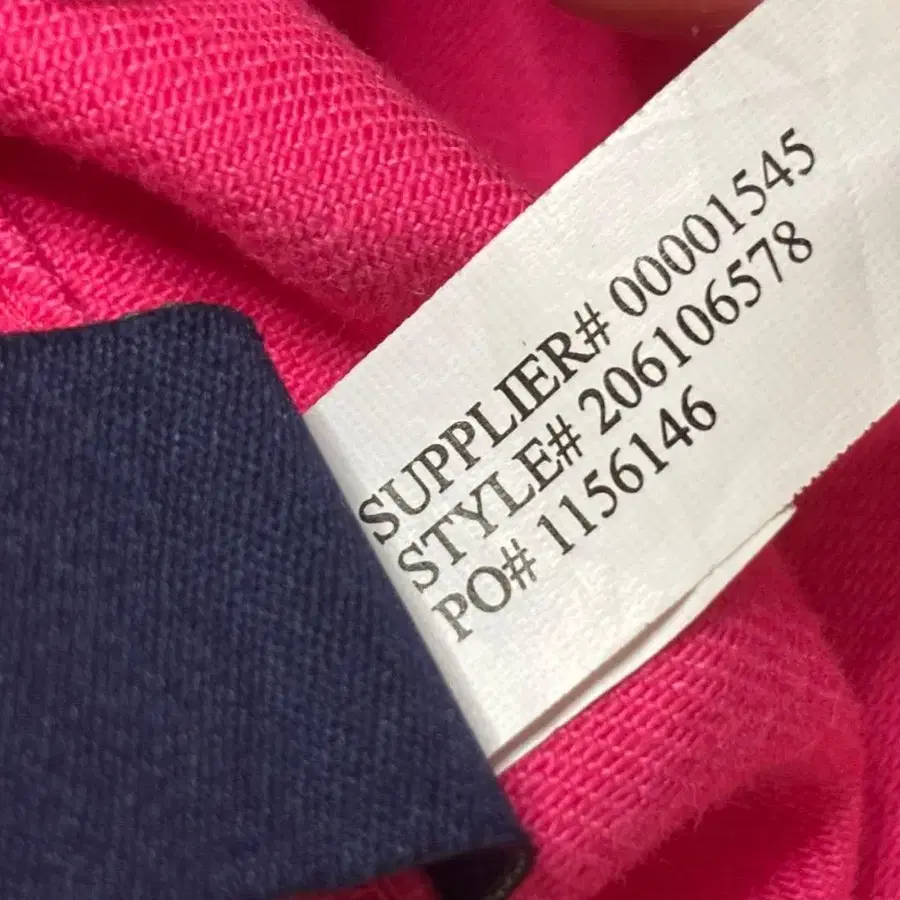 SUPPLIER# 00001545
STYLE# 206106578
PO# 1156146